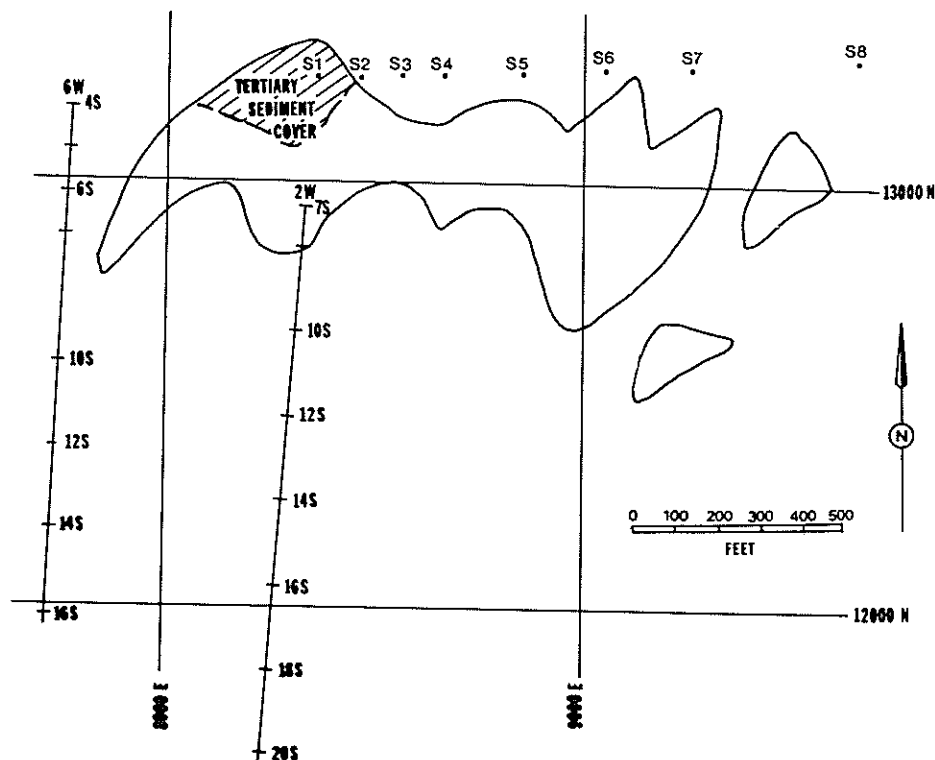 S1 S2 S3 S4 S5 S6 S7 S8
TERTIARY
SEDIMENT
COVER
6W
4S
6S
2W
7S
13000 N
10S
10S
12S
12S
14S
14S
N
0 100 200 300 400 500
FEET
16S
16S
12000 N
18S
8000 E
9000 E
20S